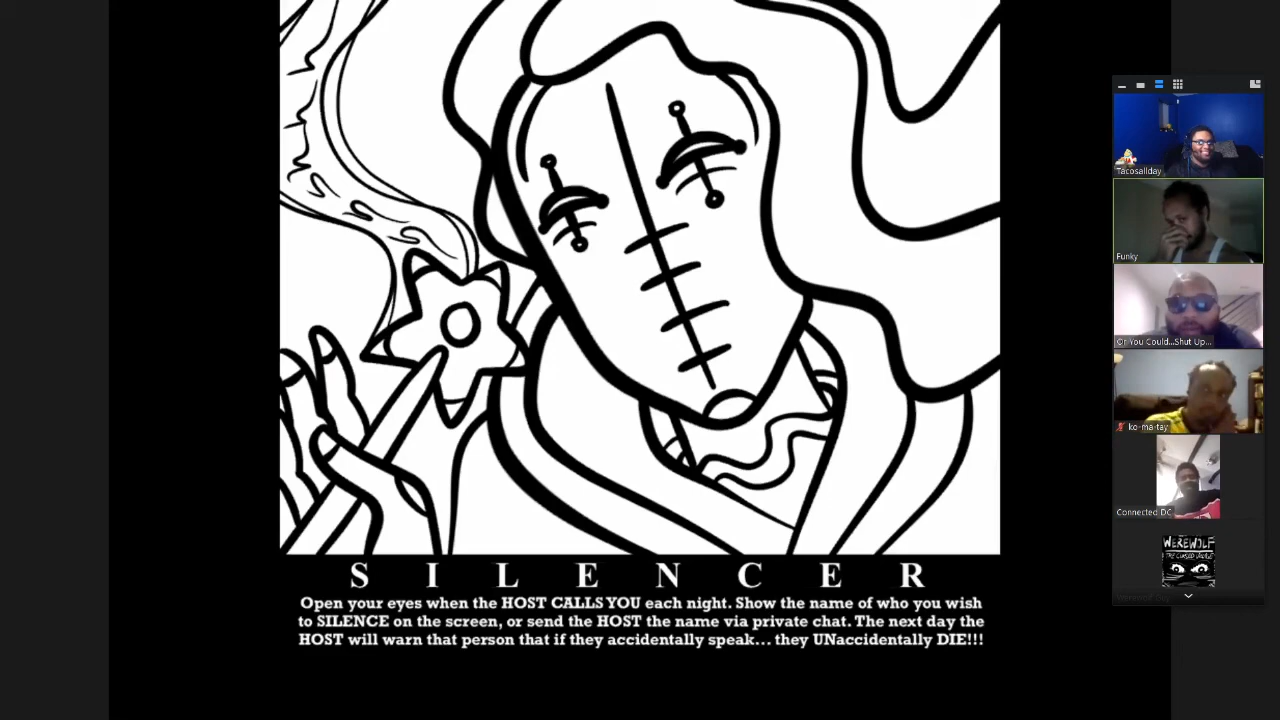 Tacosallday
Funky
Or You Could...Shut Up...
ko-ma-tay
Connected DC
WEREWOLF
S I L E N C E R
Open your eyes when the HOST CALLS YOU each night. Show the name of who you wish
to SILENCE on the screen, or send the HOST the name via private chat. The next day the
HOST will warn that person that if they accidentally speak... they UNaccidentally DIE!!!